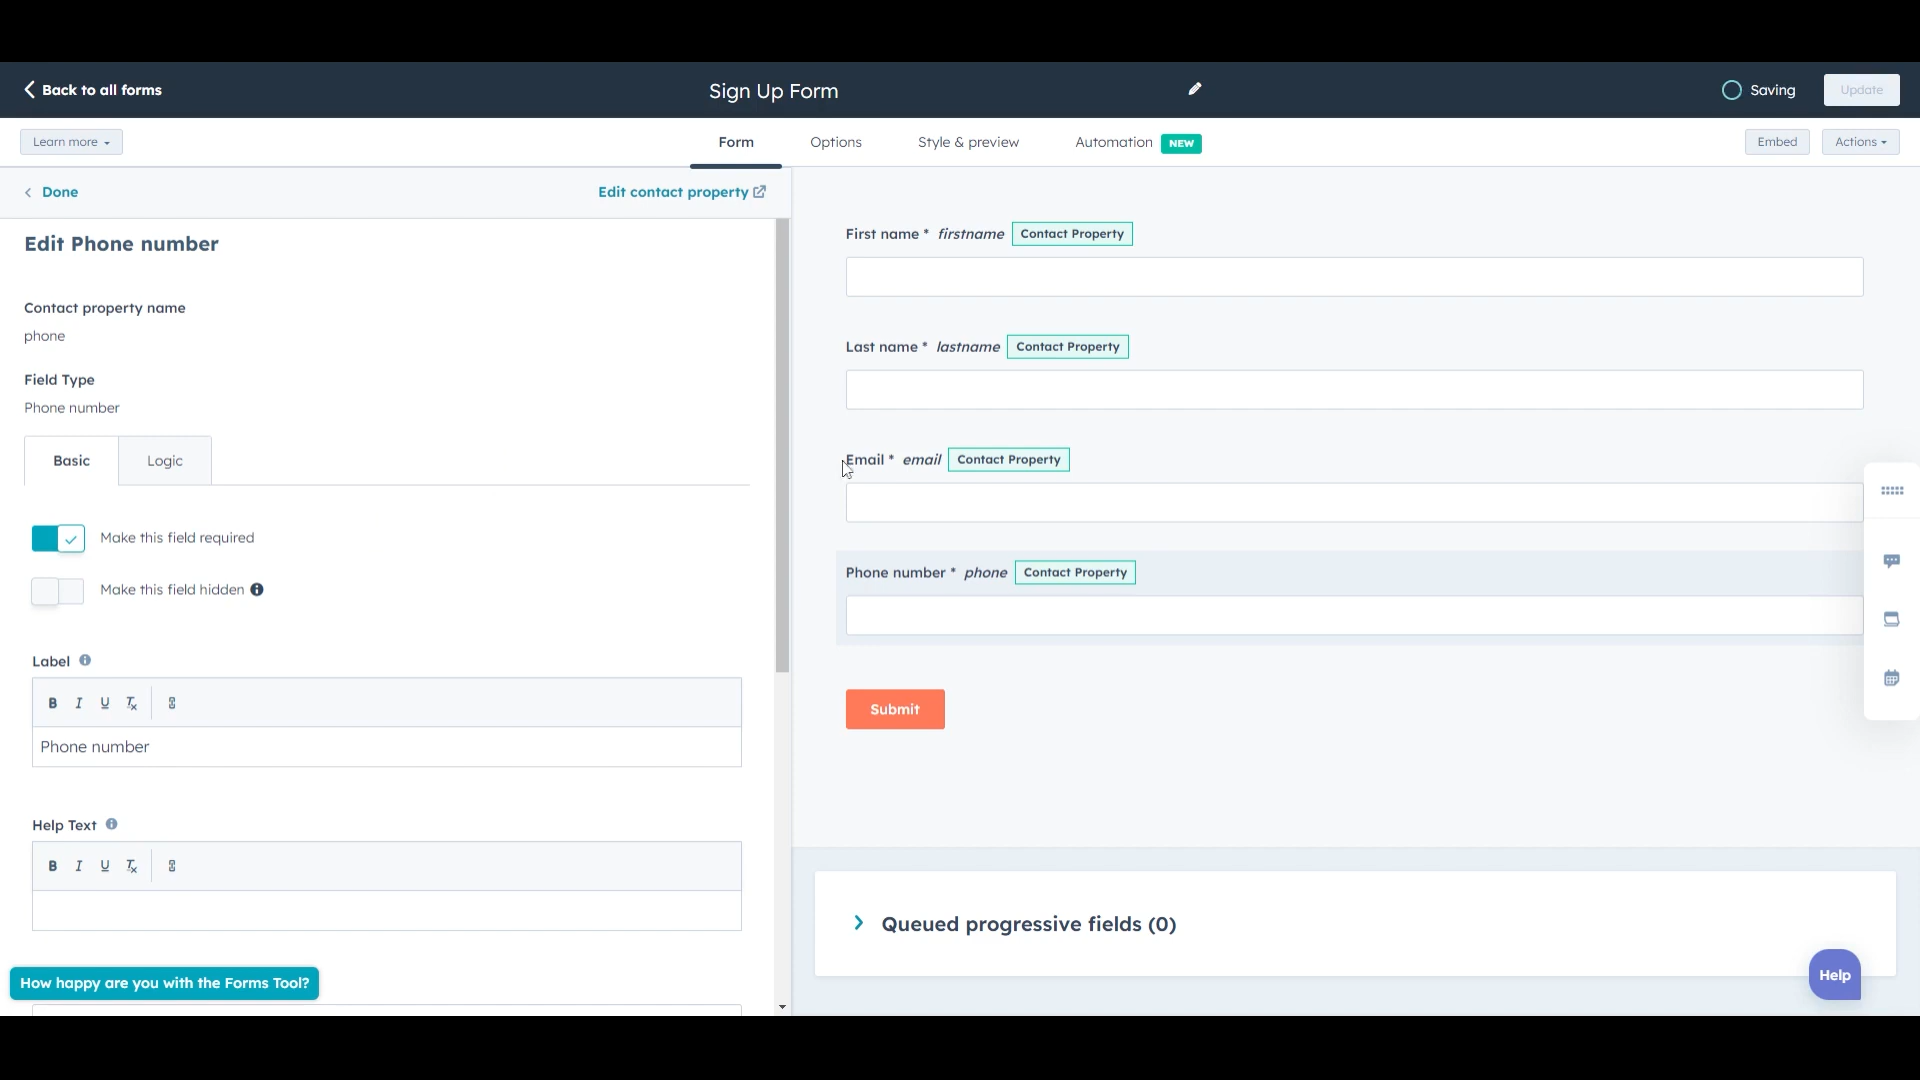 Back to all forms
Sign Up Form
Saving
Update
Learn more
Form
Options
Style & preview
Automation NEW
Embed
Actions
Done
Edit contact property
Edit Phone number
Contact property name
phone
Field Type
Phone number
Basic
Logic
Make this field required
Make this field hidden
Label
B I U Tx
Phone number
Help Text
B I U Tx
How happy are you with the Forms Tool?
First name * firstname Contact Property
Last name * lastname Contact Property
Email * email Contact Property
Phone number * phone Contact Property
Submit
Queued progressive fields (0)
Help